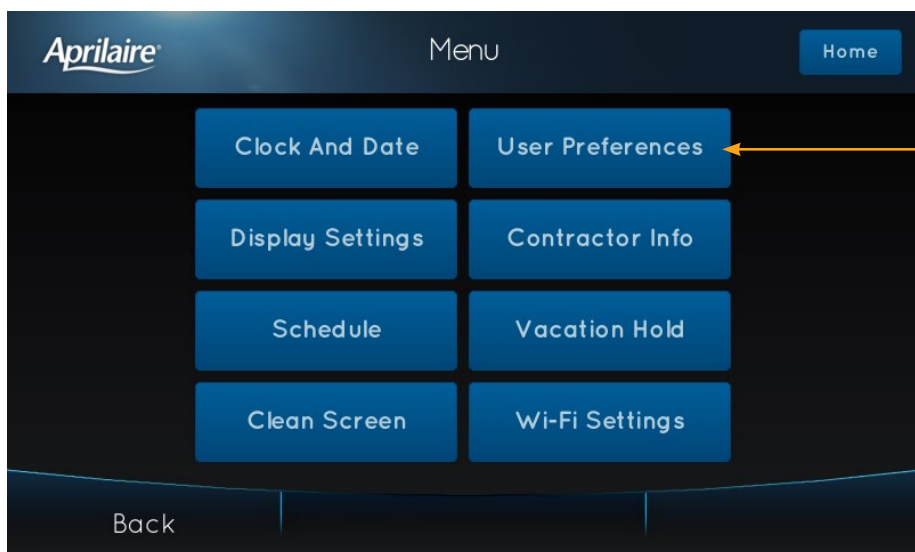 Aprilaire®
Menu
Home
Clock And Date
User Preferences
Display Settings
Contractor Info
Schedule
Vacation Hold
Clean Screen
Wi-Fi Settings
Back